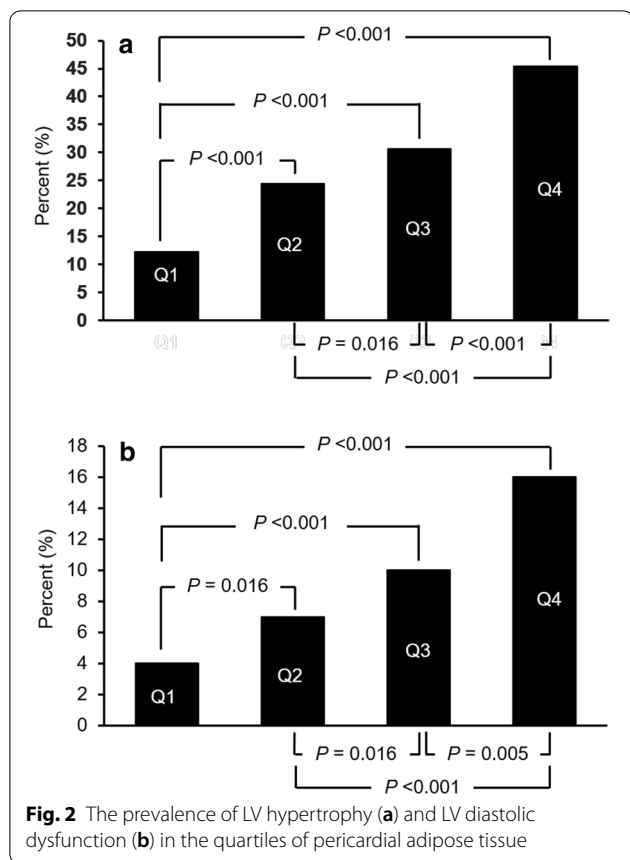 a
P <0.001
P <0.001
P <0.001
Percent (%)
50
45
40
35
30
25
20
15
10
5
0
Q1
Q2
Q3
Q4
Q1
P = 0.016
P <0.001
P <0.001
b
P <0.001
P <0.001
P = 0.016
Percent (%)
18
16
14
12
10
8
6
4
2
0
Q1
Q2
Q3
Q4
P = 0.016
P = 0.005
P <0.001
Fig. 2 The prevalence of LV hypertrophy (a) and LV diastolic
dysfunction (b) in the quartiles of pericardial adipose tissue